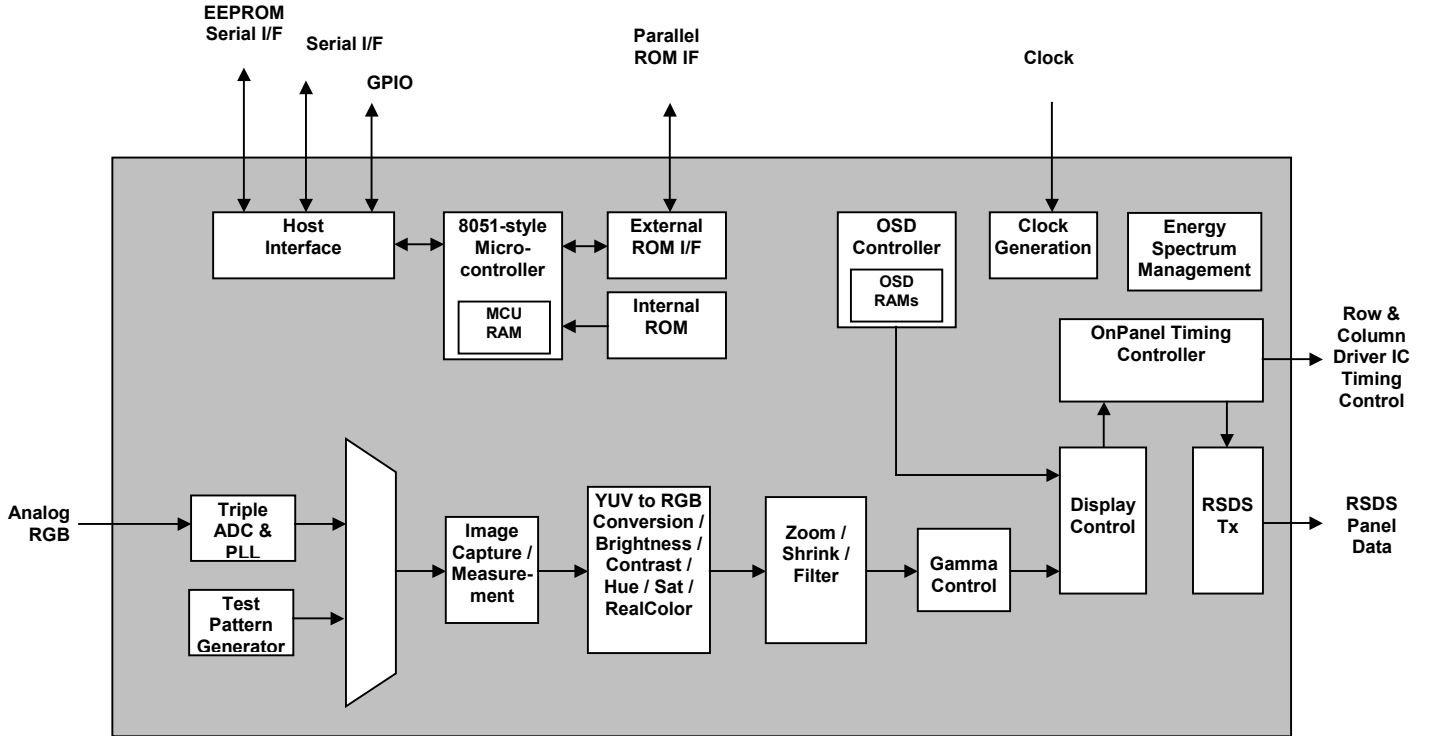 EEPROM
Serial I/F
Serial I/F
GPIO
Parallel
ROM IF
Clock
Host
Interface
8051-style
Micro-
controller
MCU
RAM
External
ROM I/F
Internal
ROM
OSD
Controller
OSD
RAMs
Clock
Generation
Energy
Spectrum
Management
OnPanel Timing
Controller
Row &
Column
Driver IC
Timing
Control
Analog
RGB
Triple
ADC &
PLL
Test
Pattern
Generator
Image
Capture /
Measure-
ment
YUV to RGB
Conversion /
Brightness /
Contrast /
Hue / Sat /
RealColor
Zoom /
Shrink /
Filter
Gamma
Control
Display
Control
RSDS
Tx
RSDS
Panel
Data